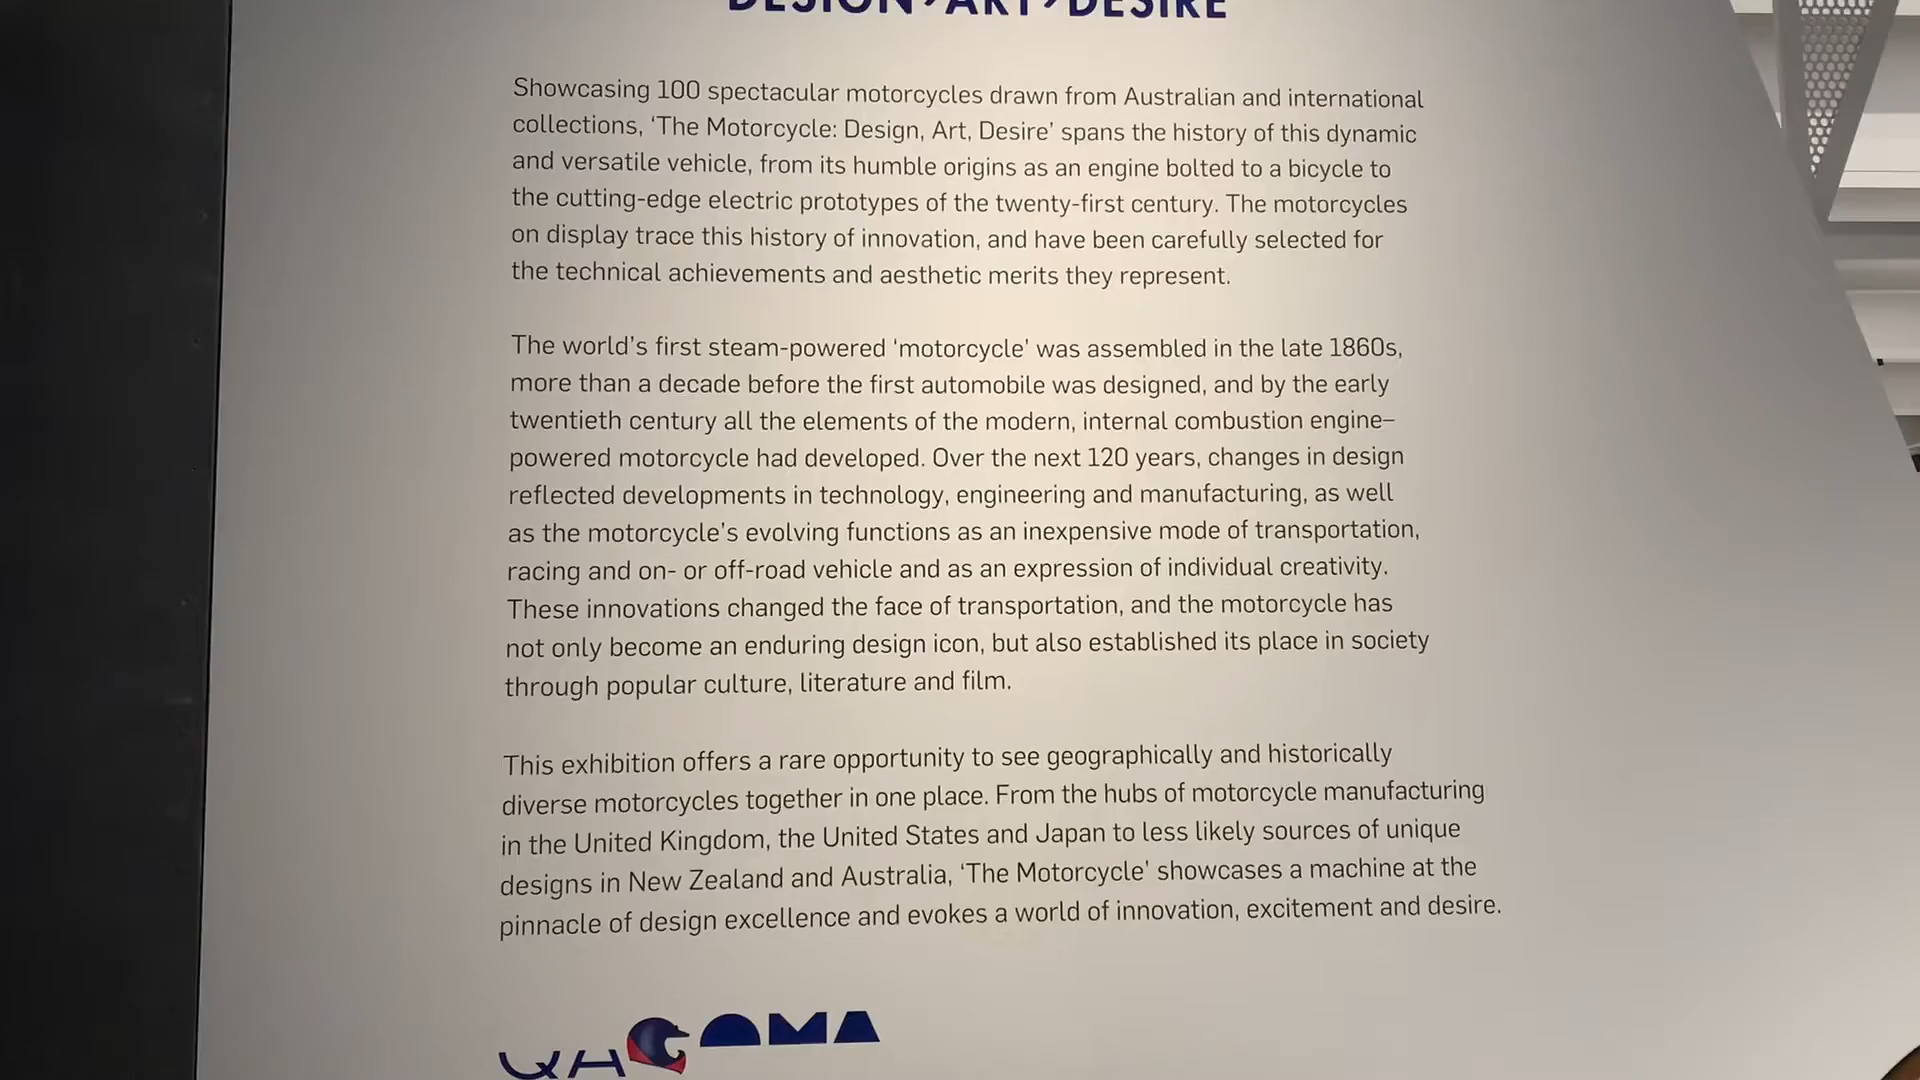 DESIGN, ART, DESIRE
Showcasing 100 spectacular motorcycles drawn from Australian and international
collections, ‘The Motorcycle: Design, Art, Desire’ spans the history of this dynamic
and versatile vehicle, from its humble origins as an engine bolted to a bicycle to
the cutting-edge electric prototypes of the twenty-first century. The motorcycles
on display trace this history of innovation, and have been carefully selected for
the technical achievements and aesthetic merits they represent.
The world’s first steam-powered 'motorcycle' was assembled in the late 1860s,
more than a decade before the first automobile was designed, and by the early
twentieth century all the elements of the modern, internal combustion engine–
powered motorcycle had developed. Over the next 120 years, changes in design
reflected developments in technology, engineering and manufacturing, as well
as the motorcycle’s evolving functions as an inexpensive mode of transportation,
racing and on- or off-road vehicle and as an expression of individual creativity.
These innovations changed the face of transportation, and the motorcycle has
not only become an enduring design icon, but also established its place in society
through popular culture, literature and film.
This exhibition offers a rare opportunity to see geographically and historically
diverse motorcycles together in one place. From the hubs of motorcycle manufacturing
in the United Kingdom, the United States and Japan to less likely sources of unique
designs in New Zealand and Australia, ‘The Motorcycle’ showcases a machine at the
pinnacle of design excellence and evokes a world of innovation, excitement and desire.
QAGOMA